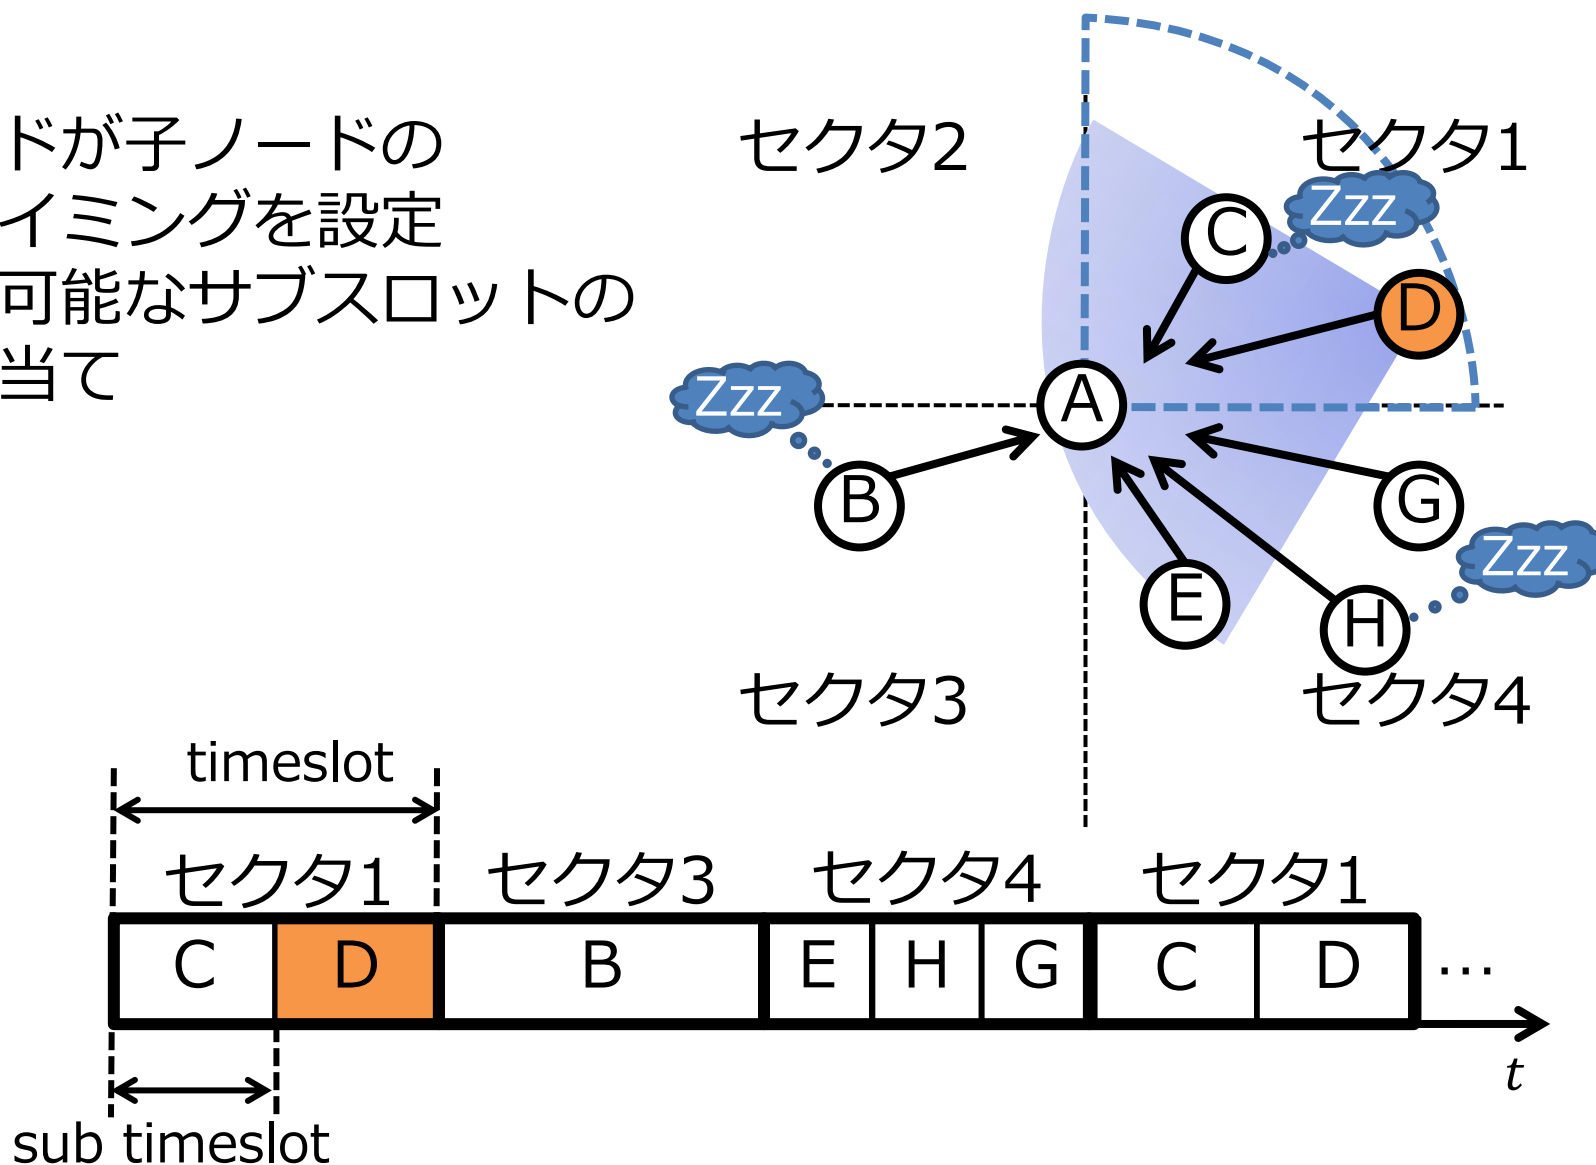 ドが子ノードの
イミングを設定
可能なサブスロットの
当て
セクタ2
セクタ1
Zzz
C
D
Zzz
A
B
G
Zzz
E
H
セクタ3
セクタ4
timeslot
セクタ1 セクタ3 セクタ4 セクタ1
C D B E H G C D …
t
sub timeslot